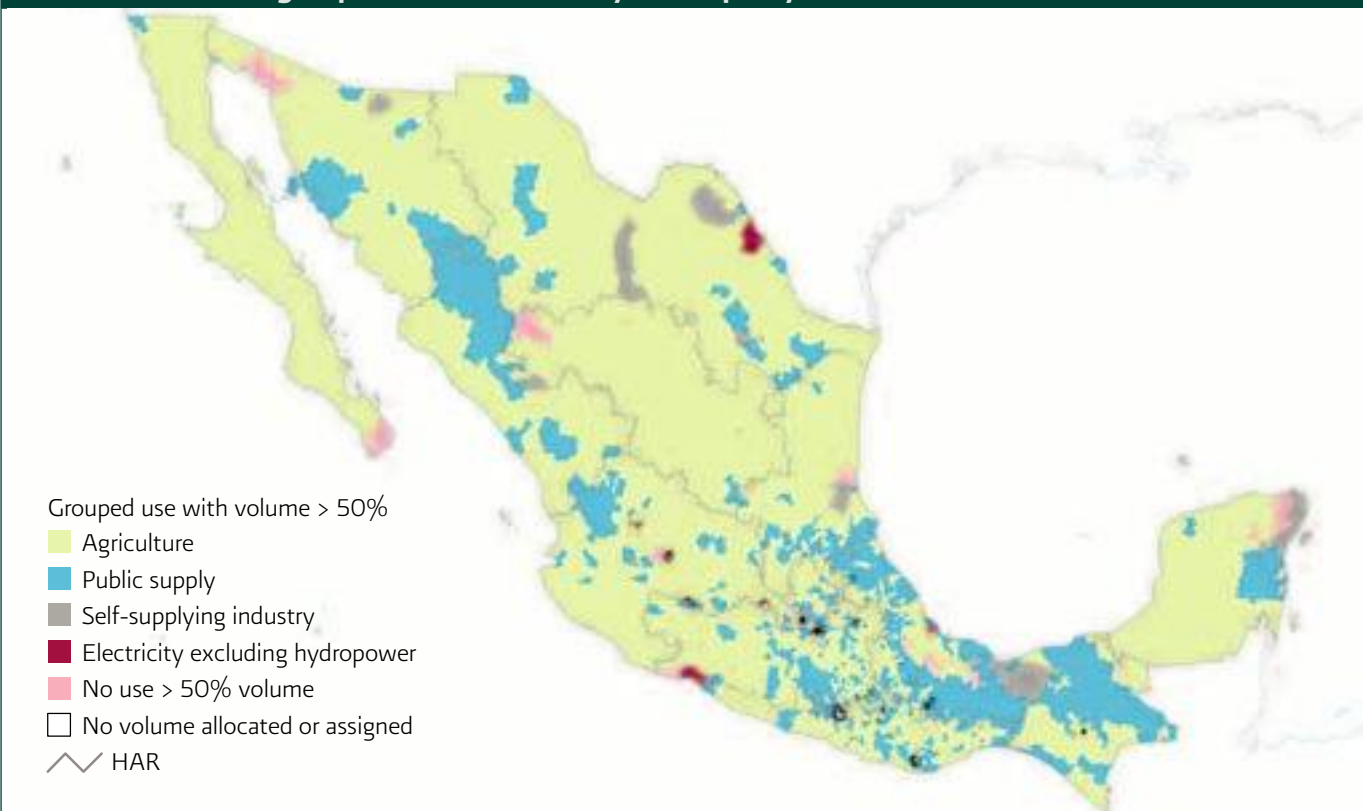 Grouped use with volume > 50%
Agriculture
Public supply
Self-supplying industry
Electricity excluding hydropower
No use > 50% volume
No volume allocated or assigned
HAR